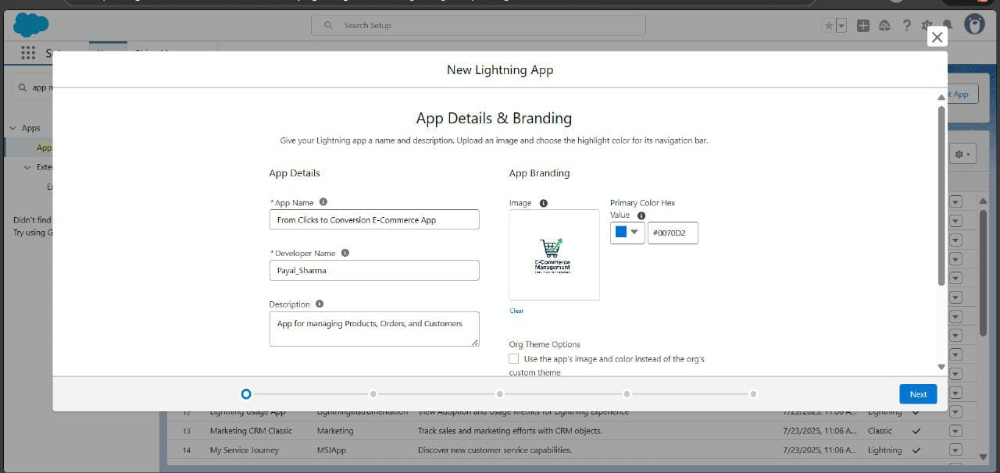 Search Setup
New Lightning App
app
t App
Apps
App
Didn't find
Try using G
App Details & Branding
Give your Lightning app a name and description. Upload an image and choose the highlight color for its navigation bar.
App Details
*App Name
From Clicks to Conversion E-Commerce App
*Developer Name
Payal_Sharma
Description
App for managing Products, Orders, and Customers
App Branding
Image
E-Commerce
Management
Clear
Primary Color Hex
Value
#0070D2
Org Theme Options
Use the app's image and color instead of the org's
custom theme
Next
12 Lightning Usage App LightningInstrumentation View Adoption and Usage Metrics for Lightning Experience 7/23/2025, 11:06 A... Lightning
13 Marketing CRM Classic Marketing Track sales and marketing efforts with CRM objects. 7/23/2025, 11:06 A... Classic
14 My Service Journey MSJApp Discover new customer service capabilities. 7/23/2025, 11:06 A... Lightning